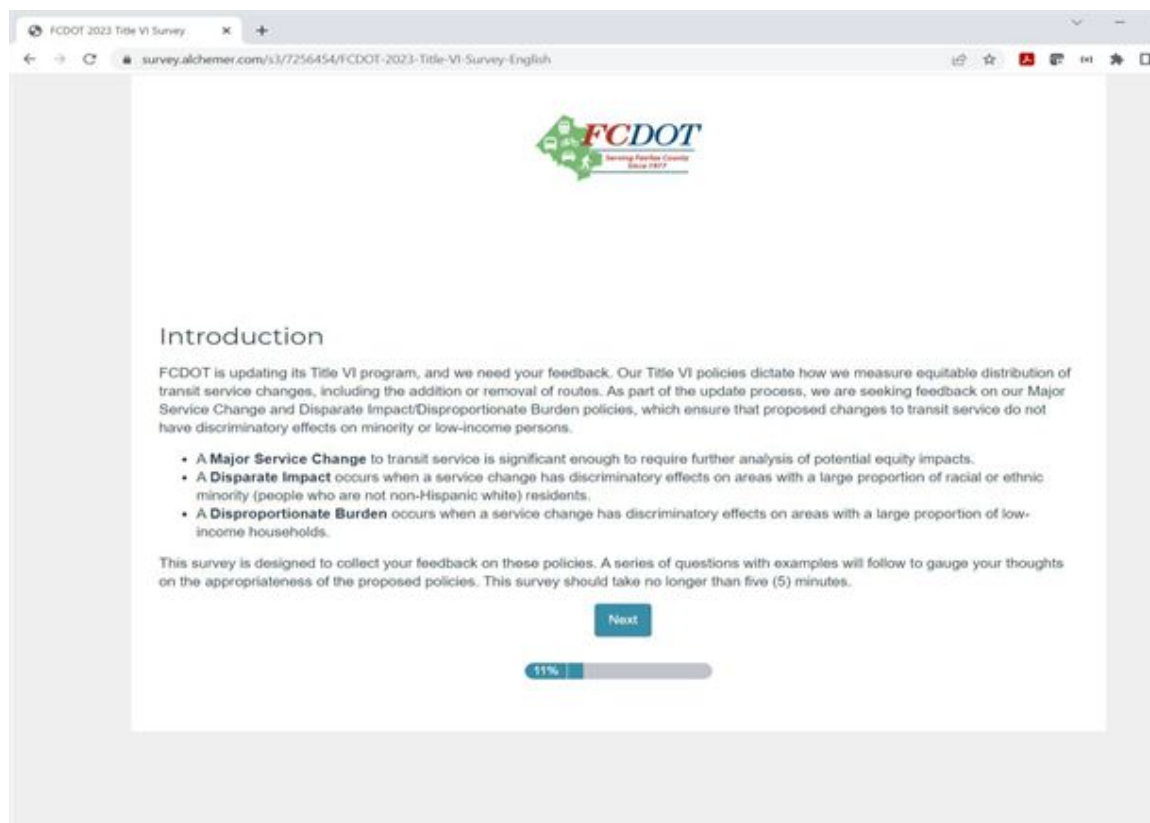 FCDOT 2023 Title VI Survey
survey.alchemer.com/s3/7256454/FCDOT-2023-Title-VI-Survey-English
FCDOT
Serving Fairfax County
Since 1977
Introduction
FCDOT is updating its Title VI program, and we need your feedback. Our Title VI policies dictate how we measure equitable distribution of
transit service changes, including the addition or removal of routes. As part of the update process, we are seeking feedback on our Major
Service Change and Disparate Impact/Disproportionate Burden policies, which ensure that proposed changes to transit service do not
have discriminatory effects on minority or low-income persons.
• A Major Service Change to transit service is significant enough to require further analysis of potential equity impacts.
• A Disparate Impact occurs when a service change has discriminatory effects on areas with a large proportion of racial or ethnic
minority (people who are not non-Hispanic white) residents.
• A Disproportionate Burden occurs when a service change has discriminatory effects on areas with a large proportion of low-
income households.
This survey is designed to collect your feedback on these policies. A series of questions with examples will follow to gauge your thoughts
on the appropriateness of the proposed policies. This survey should take no longer than five (5) minutes.
Next
11%